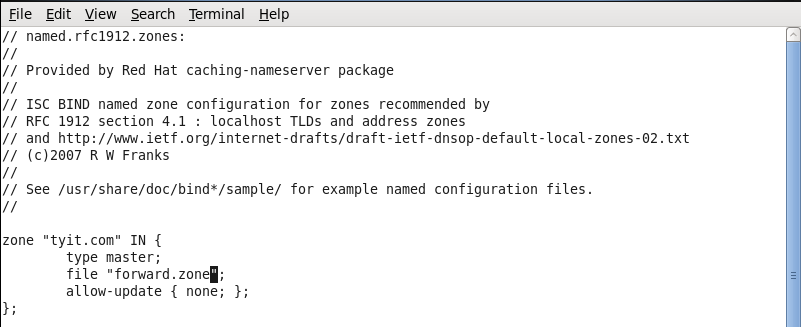 File Edit View Search Terminal Help
// named.rfc1912.zones:
//
// Provided by Red Hat caching-nameserver package
//
// ISC BIND named zone configuration for zones recommended by
// RFC 1912 section 4.1 : localhost TLDs and address zones
// and http://www.ietf.org/internet-drafts/draft-ietf-dnsop-default-local-zones-02.txt
// (c)2007 R W Franks
//
// See /usr/share/doc/bind*/sample/ for example named configuration files.
//

zone "tyit.com" IN {
        type master;
        file "forward.zone";
        allow-update { none; };
};